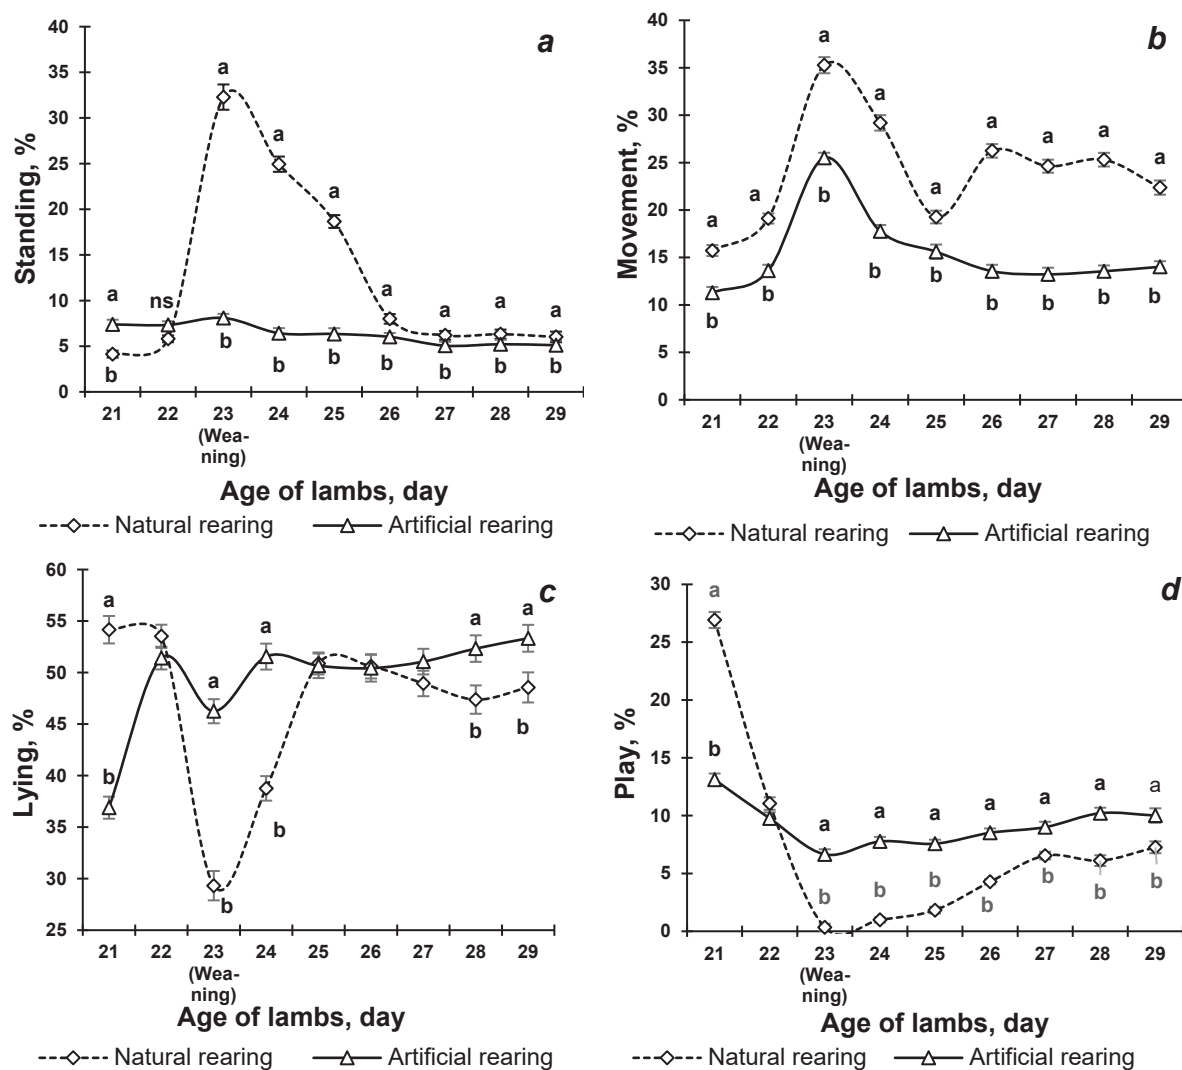 a
Standing, %
40
35
30
25
20
15
10
5
0
a
a
a
a
a
ns
a
a
a
a
b
b
b
b
b
b
b
b
21 22 23 24 25 26 27 28 29
(Wea-
ning)
Age of lambs, day
Natural rearing Artificial rearing
b
Movement, %
40
35
30
25
20
15
10
5
0
a
a
a
a
a
a
a
a
a
b
b
b
b
b
b
b
b
b
21 22 23 24 25 26 27 28 29
(Wea-
ning)
Age of lambs, day
Natural rearing Artificial rearing
c
Lying, %
60
55
50
45
40
35
30
25
a
a
a
a
a
b
b
b
b
b
21 22 23 24 25 26 27 28 29
(Wea-
ning)
Age of lambs, day
Natural rearing Artificial rearing
d
Play, %
30
25
20
15
10
5
0
a
b
a
a
a
a
a
a
a
b
b
b
b
b
b
b
21 22 23 24 25 26 27 28 29
(Wea-
ning)
Age of lambs, day
Natural rearing Artificial rearing